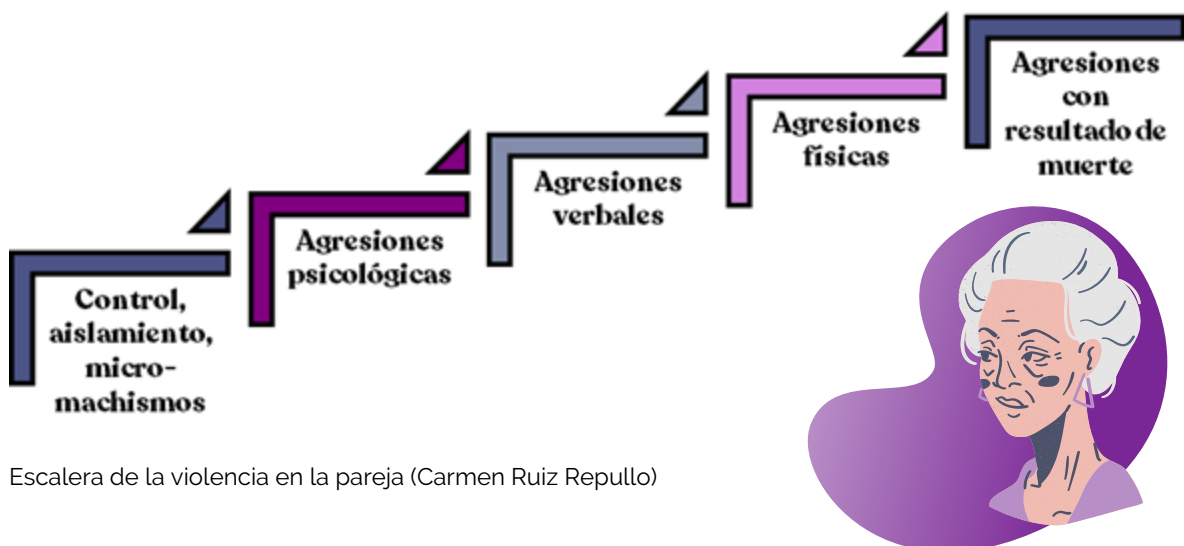 Control,
aislamiento,
micro-
machismos
Agresiones
psicológicas
Agresiones
verbales
Agresiones
físicas
Agresiones
con
resultado de
muerte
Escalera de la violencia en la pareja (Carmen Ruiz Repullo)